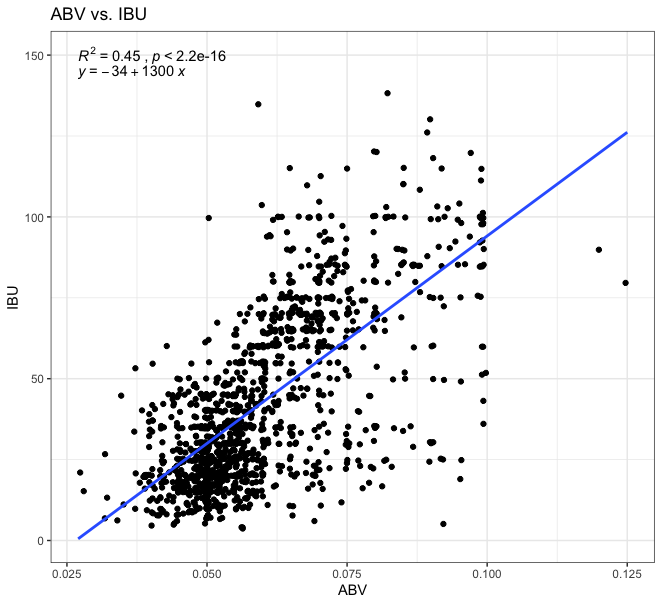 ABV vs. IBU
R² = 0.45 , p < 2.2e-16
y = − 34 + 1300 x
150
100
50
0
IBU
0.025 0.050 0.075 0.100 0.125
ABV